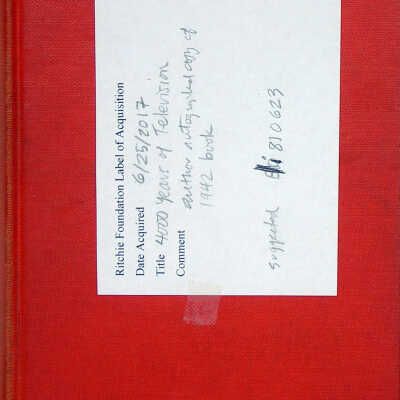 Ritchie Foundation Label of Acquisition
Date Acquired 6/25/2017
Title 4000 Years of Television
Comment author autographed copy of
1942 book
suggested 810623